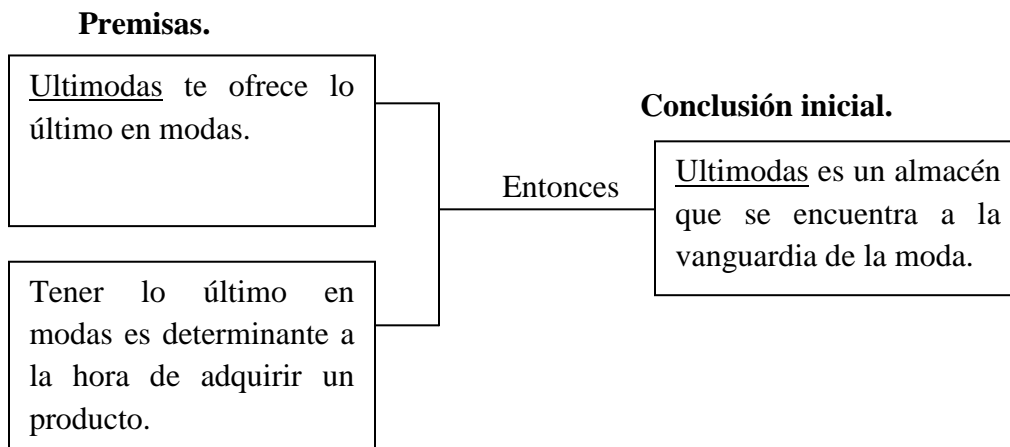 Premisas.
Ultimodas te ofrece lo
último en modas.
Conclusión inicial.
Entonces
Ultimodas es un almacén
que se encuentra a la
vanguardia de la moda.
Tener lo último en
modas es determinante a
la hora de adquirir un
producto.